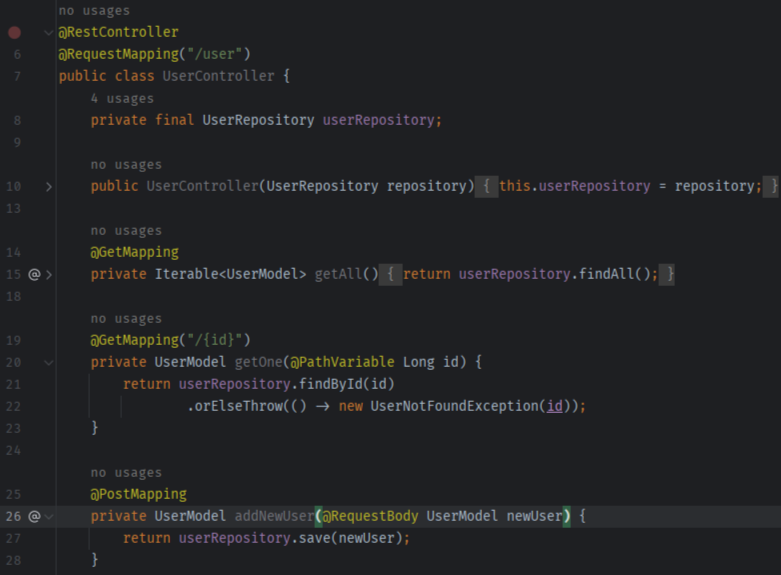 no usages
@RestController
6 @RequestMapping("/user")
7 public class UserController {
4 usages
8 private final UserRepository userRepository;
9
no usages
10 public UserController(UserRepository repository) { this.userRepository = repository; }
13
no usages
14 @GetMapping
15 @ private Iterable<UserModel> getAll() { return userRepository.findAll(); }
18
no usages
19 @GetMapping("/{id}")
20 private UserModel getOne(@PathVariable Long id) {
21 return userRepository.findById(id)
22 .orElseThrow(() → new UserNotFoundException(id));
23 }
24
no usages
25 @PostMapping
26 @ private UserModel addNewUser(@RequestBody UserModel newUser) {
27 return userRepository.save(newUser);
28 }